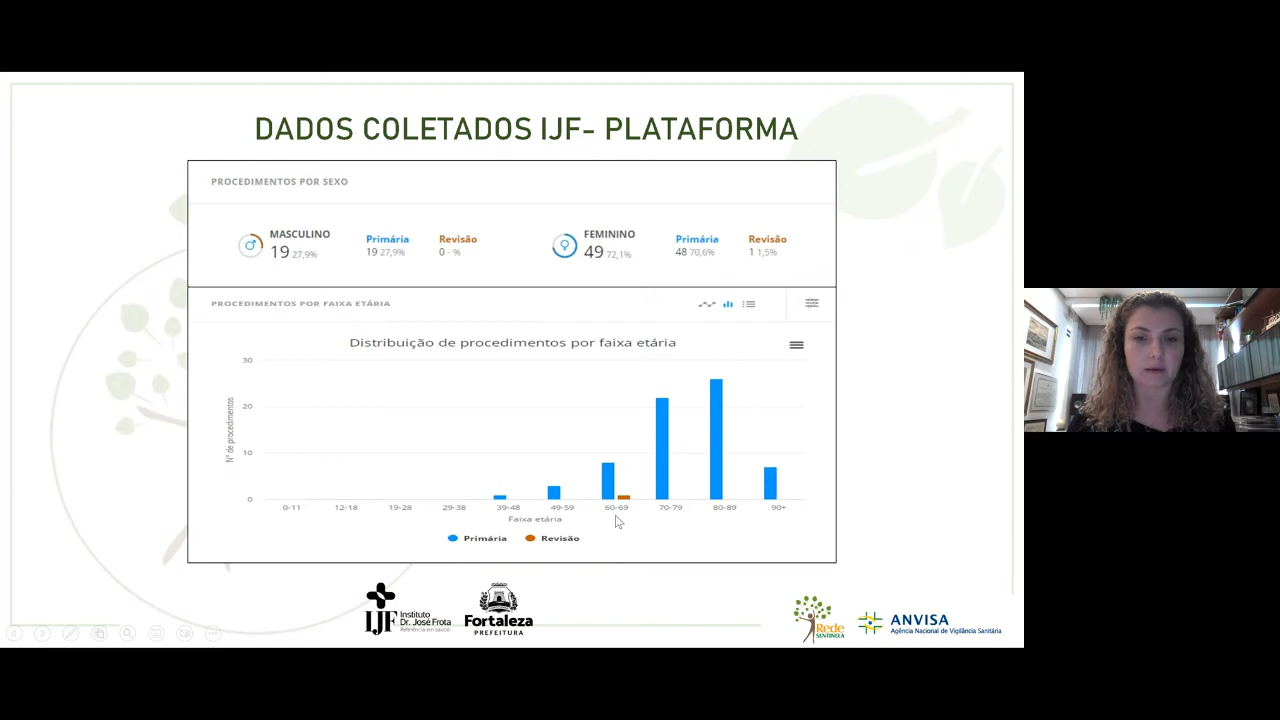 DADOS COLETADOS IJF- PLATAFORMA
PROCEDIMENTOS POR SEXO
MASCULINO
19 27,9%
Primária
19 27,9%
Revisão
0 - %
FEMININO
49 72,1%
Primária
48 70,6%
Revisão
1 1,5%
PROCEDIMENTOS POR FAIXA ETÁRIA
Distribuição de procedimentos por faixa etária
Nº de procedimentos
30
20
10
0
0-11 12-18 19-28 29-38 39-48 49-59 60-69 70-79 80-89 90+
Faixa etária
Primária Revisão
IJF
Instituto
Dr. José Frota
Referência em saúde
Fortaleza
PREFEITURA
Rede
SENTINELA
ANVISA
Agência Nacional de Vigilância Sanitária